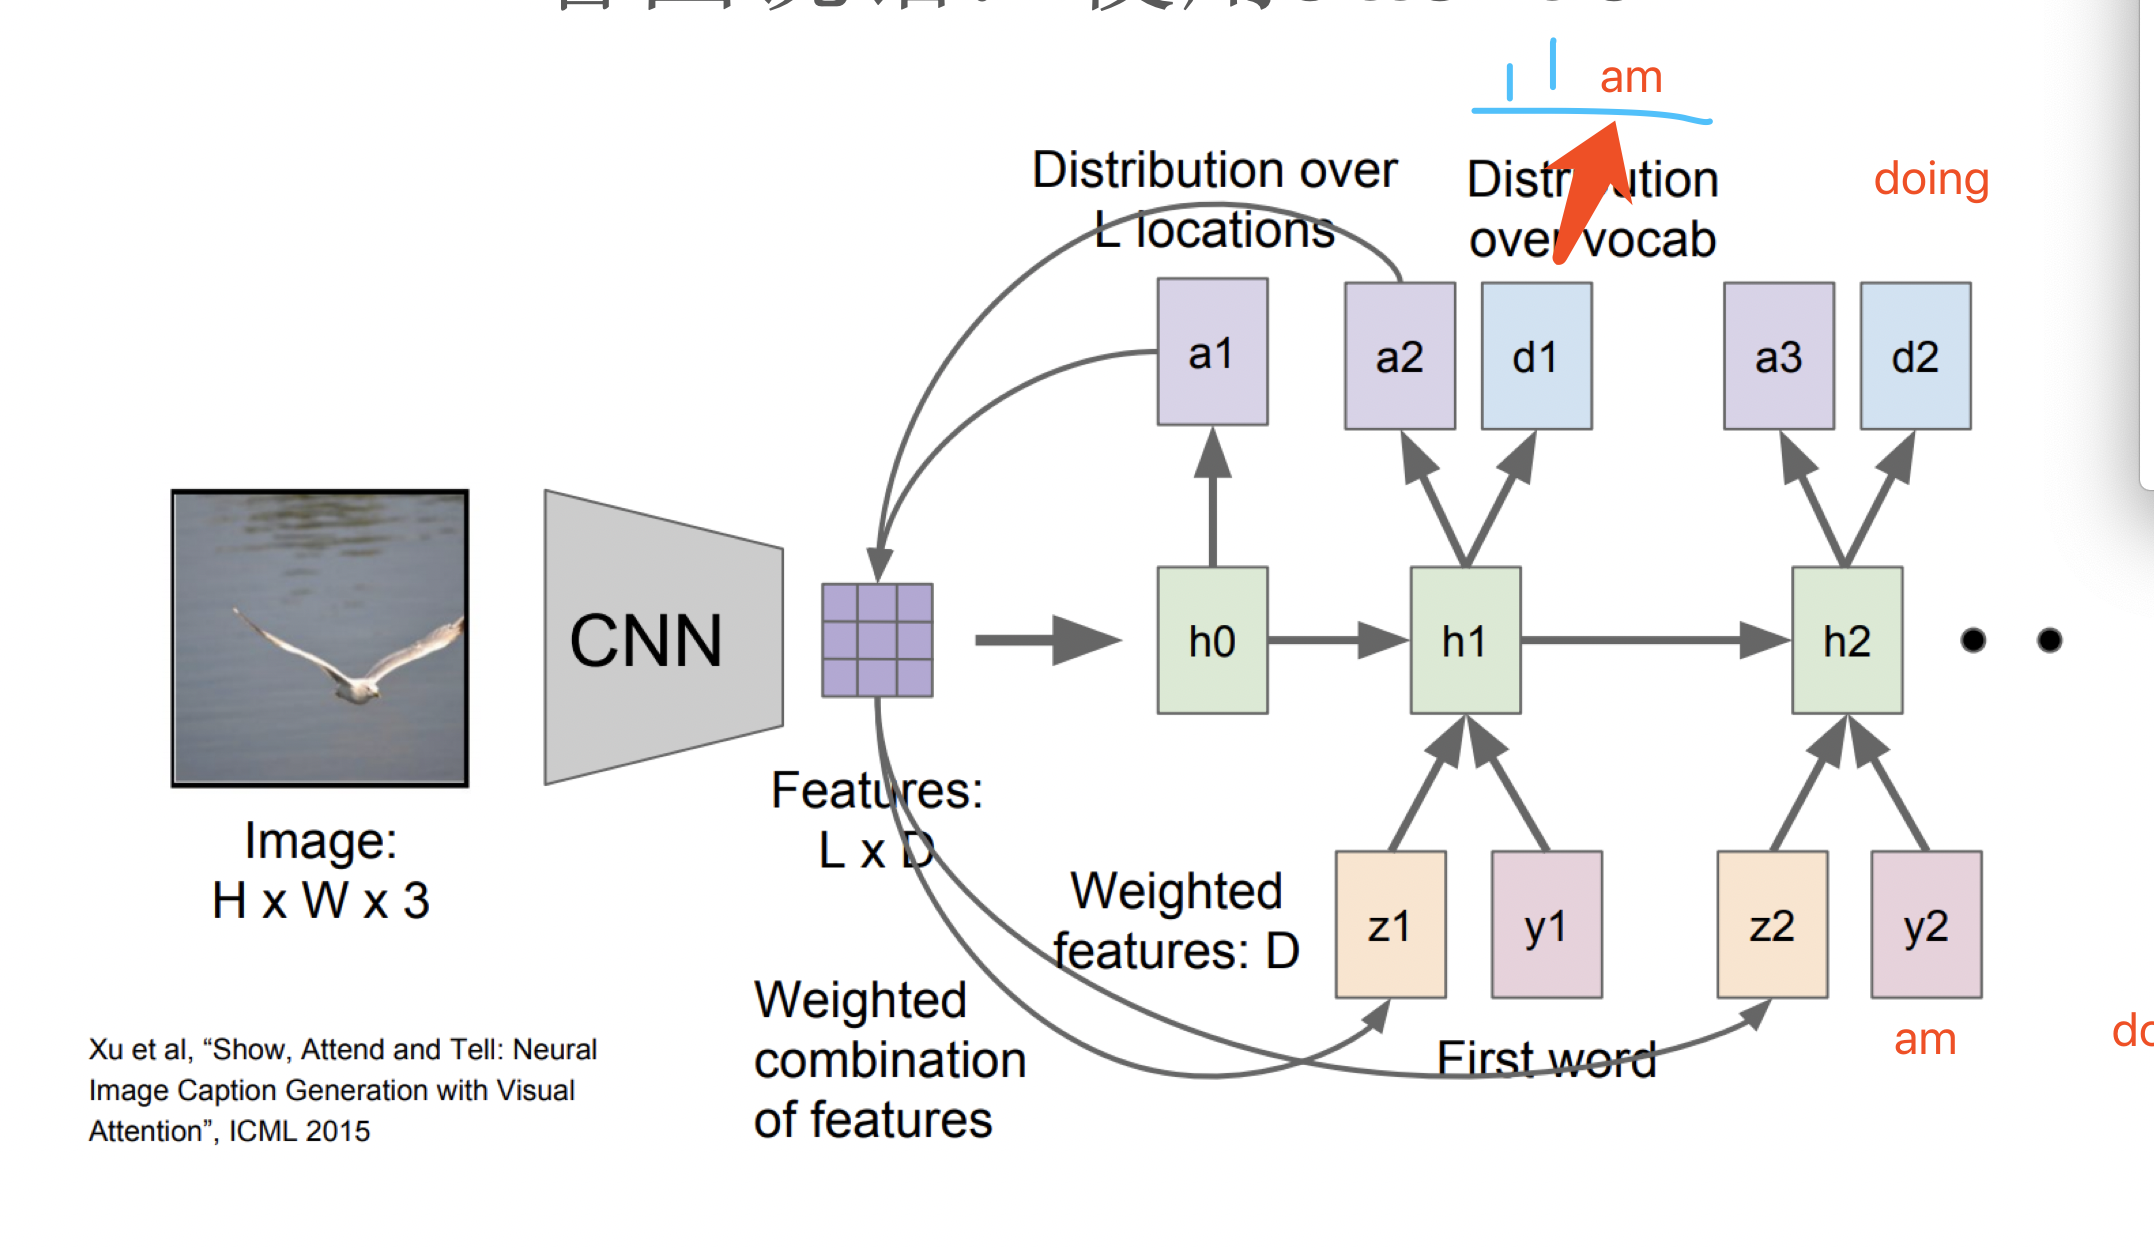 am
Distribution over
L locations
Distribution
over vocab
doing
a1
a2
d1
a3
d2
CNN
h0
h1
h2
Features:
L x D
Image:
H x W x 3
Weighted
features: D
z1
y1
z2
y2
Weighted
combination
of features
First word
am
Xu et al, “Show, Attend and Tell: Neural
Image Caption Generation with Visual
Attention”, ICML 2015